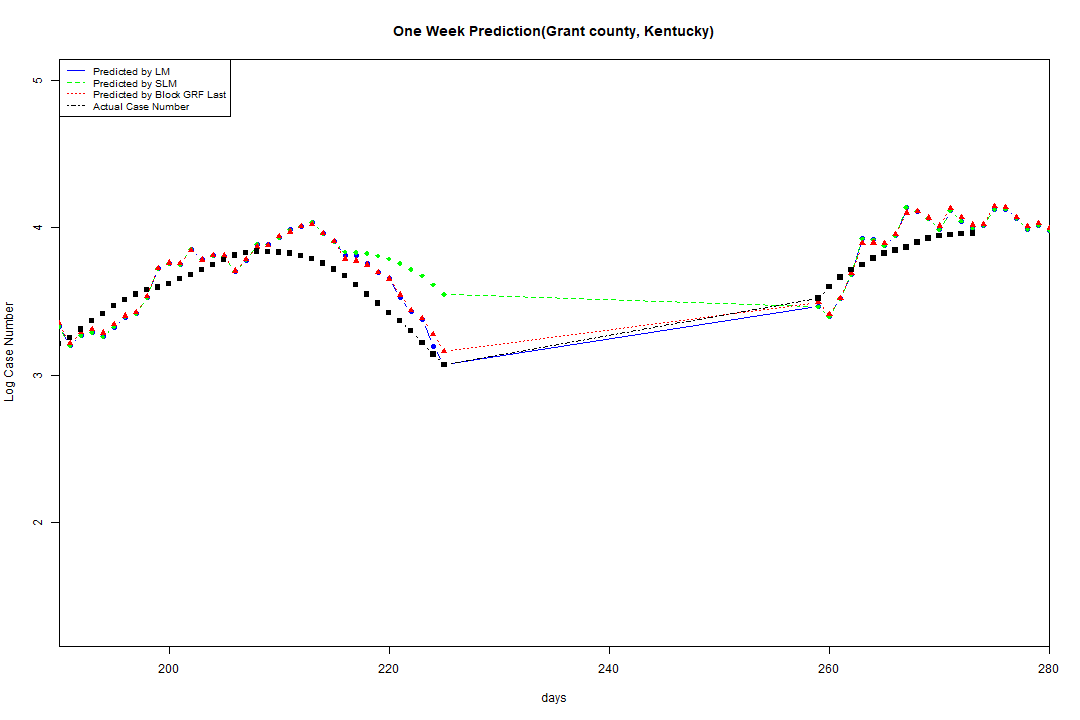 One Week Prediction(Grant county, Kentucky)
Predicted by LM
Predicted by SLM
Predicted by Block GRF Last
Actual Case Number
5
4
3
2
Log Case Number
200
220
240
260
280
days